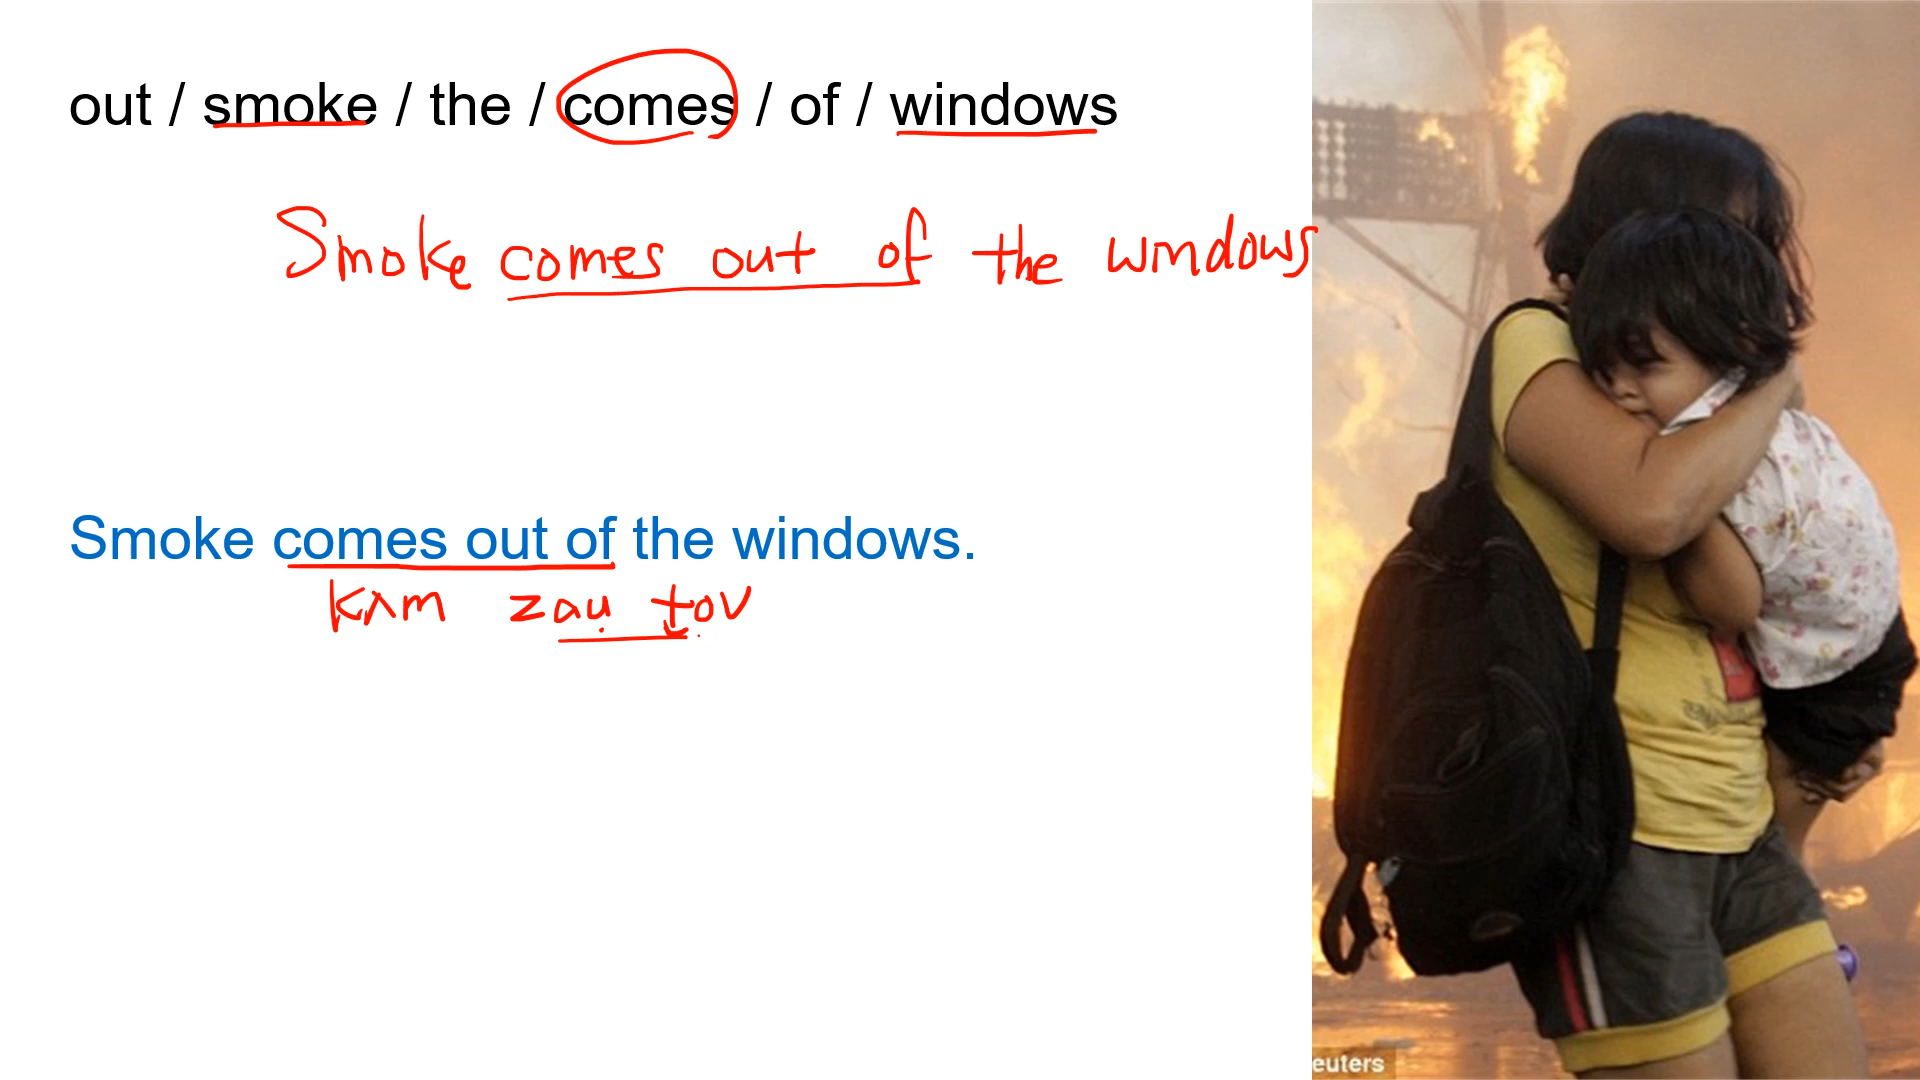 out / smoke / the / comes / of / windows
Smoke comes out of the windows
Smoke comes out of the windows.
kʌm zau tov
euters